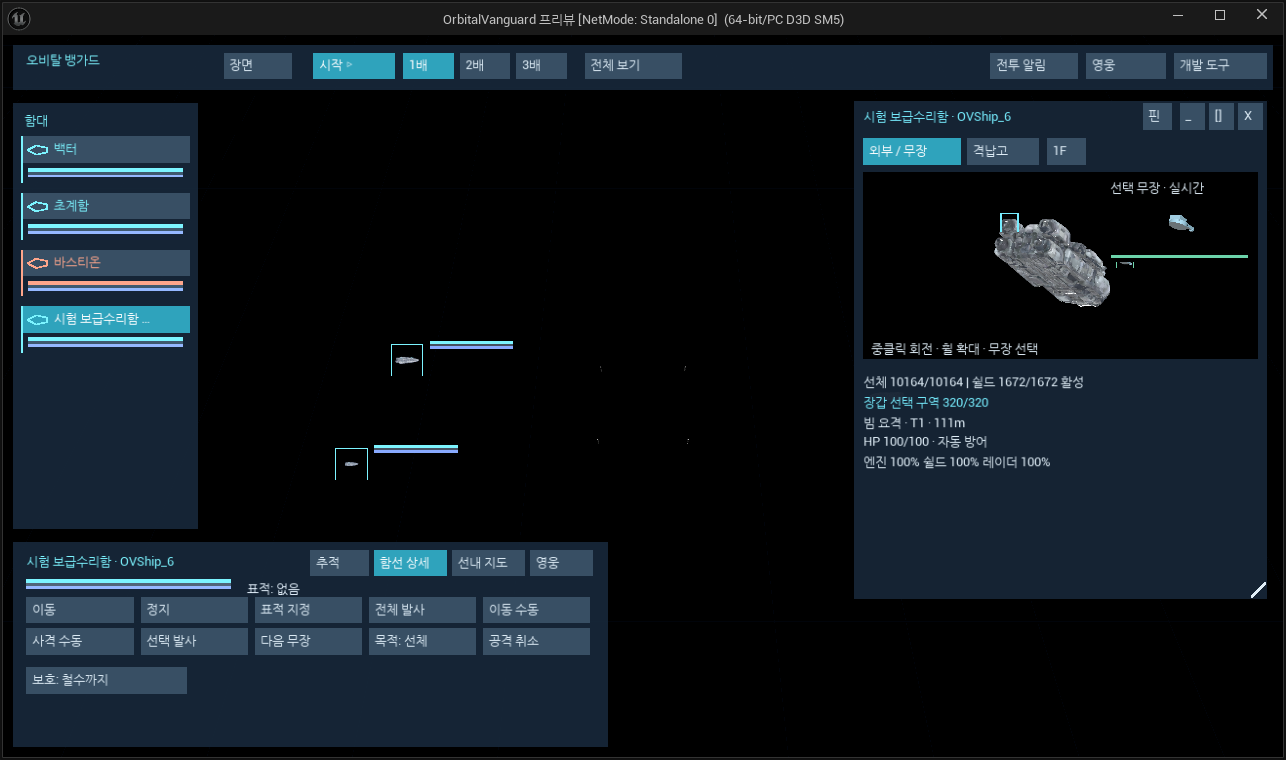 OrbitalVanguard 프리뷰 [NetMode: Standalone 0] (64-bit/PC D3D SM5)
오비탈 뱅가드
장면
시작
1배
2배
3배
전체 보기
전투 알림
영웅
개발 도구
함대
백터
초계함
바스티온
시험 보급수리함 ...
시험 보급수리함 · OVShip_6
핀
_
[]
X
외부 / 무장
격납고
1F
선택 무장 · 실시간
중클릭 회전 · 휠 확대 · 무장 선택
선체 10164/10164 | 쉴드 1672/1672 활성
장갑 선택 구역 320/320
빔 요격 · T1 · 111m
HP 100/100 · 자동 방어
엔진 100% 쉴드 100% 레이더 100%
시험 보급수리함 · OVShip_6
추적
함선 상세
선내 지도
영웅
표적: 없음
이동
정지
표적 지정
전체 발사
이동 수동
사격 수동
선택 발사
다음 무장
목적: 선체
공격 취소
보호: 철수까지